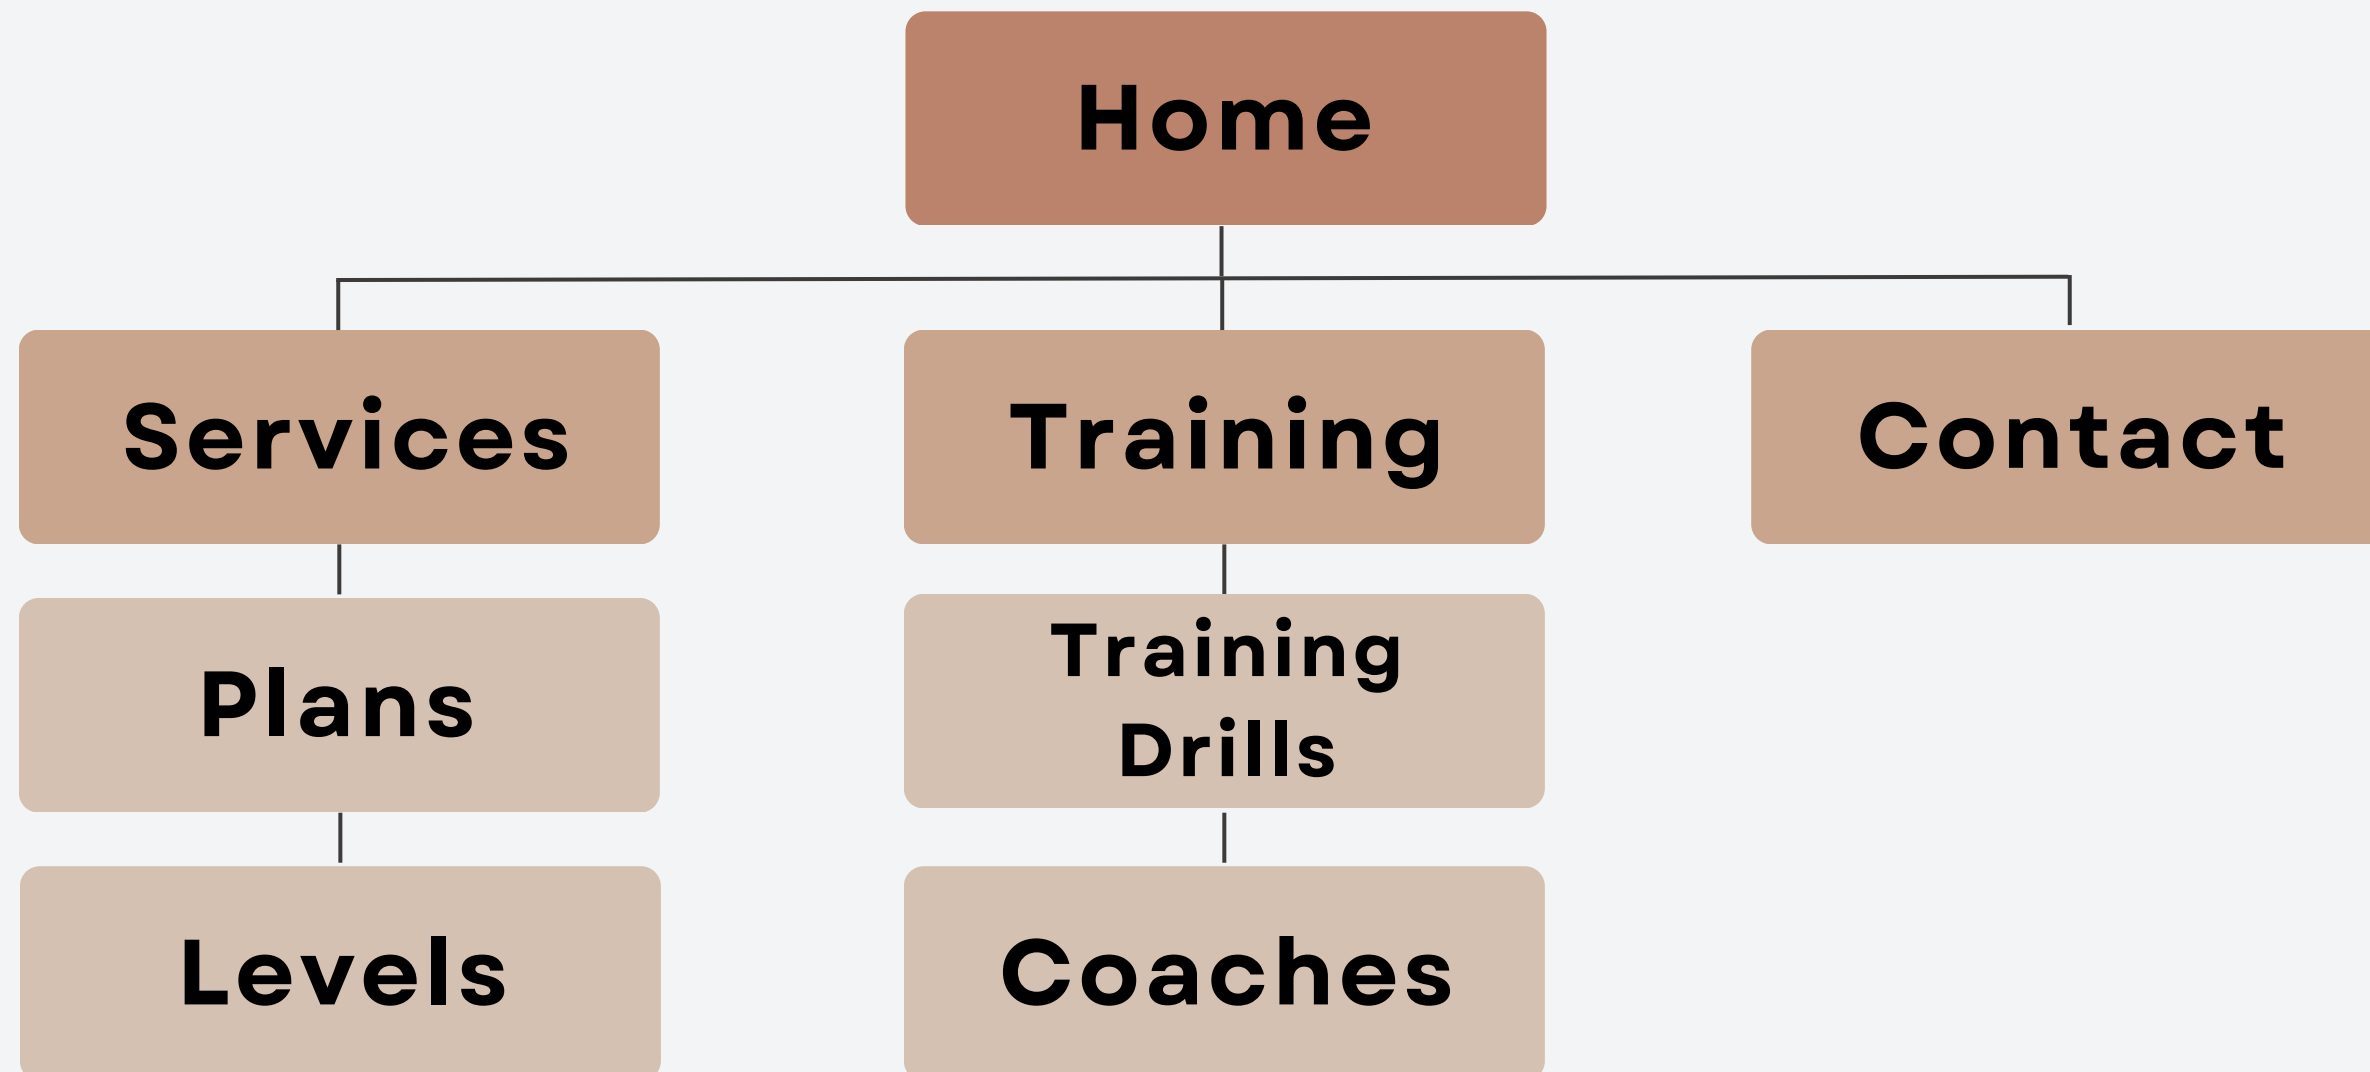 Home
Services
Training
Contact
Plans
Training
Drills
Levels
Coaches